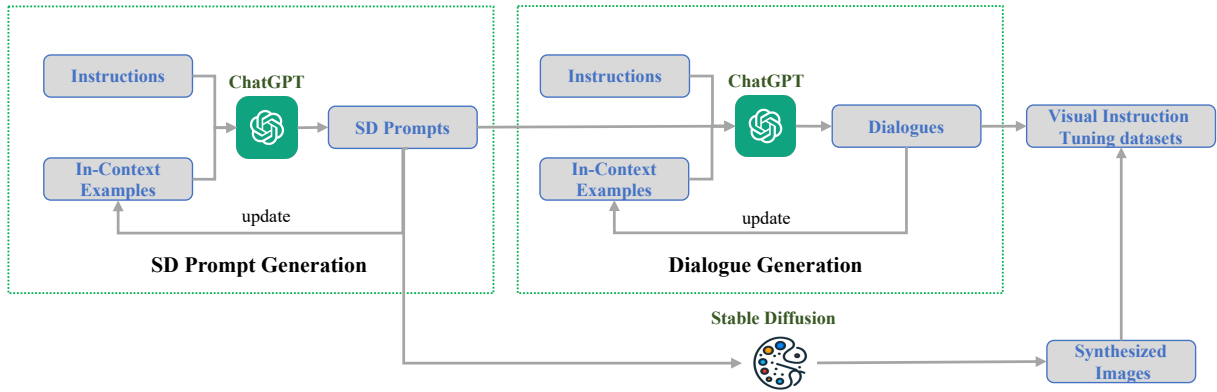 Instructions
ChatGPT
SD Prompts
In-Context
Examples
update
SD Prompt Generation
Instructions
ChatGPT
Dialogues
In-Context
Examples
update
Dialogue Generation
Visual Instruction
Tuning datasets
Stable Diffusion
Synthesized
Images